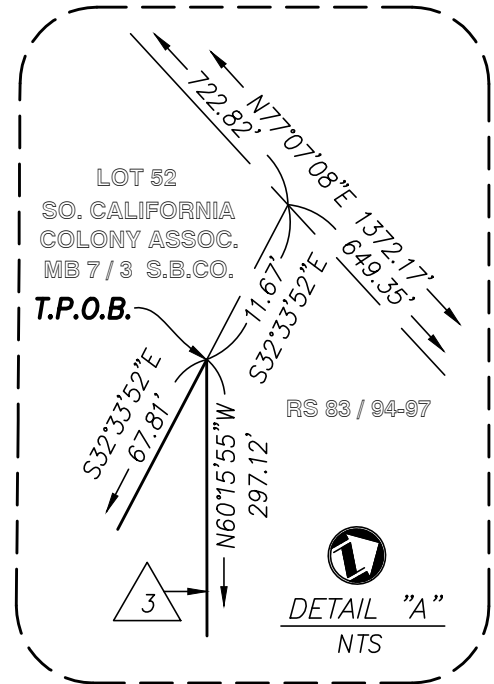 722.82'
N77°07'08"E 1372.17'
649.35'
LOT 52
SO. CALIFORNIA
COLONY ASSOC.
MB 7 / 3 S.B.CO.
11.67'
S32°33'52"E
T.P.O.B.
S32°33'52"E
67.81'
N60°15'55"W
297.12'
RS 83 / 94-97
3
DETAIL "A"
NTS